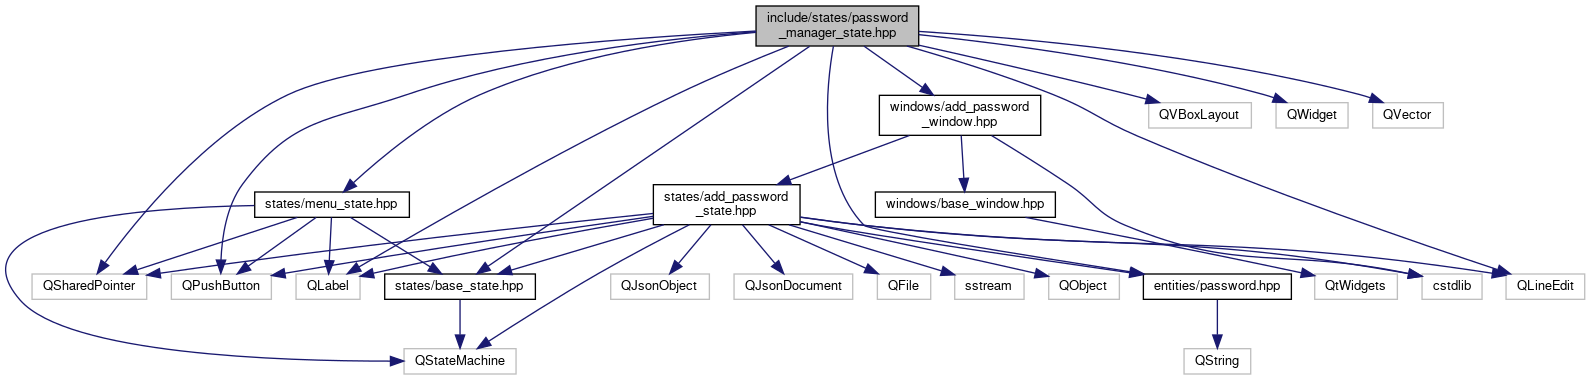 include/states/password
_manager_state.hpp
windows/add_password
_window.hpp
QVBoxLayout
QWidget
QVector
states/menu_state.hpp
states/add_password
_state.hpp
windows/base_window.hpp
QSharedPointer
QPushButton
QLabel
states/base_state.hpp
QJsonObject
QJsonDocument
QFile
sstream
QObject
entities/password.hpp
QtWidgets
cstdlib
QLineEdit
QStateMachine
QString